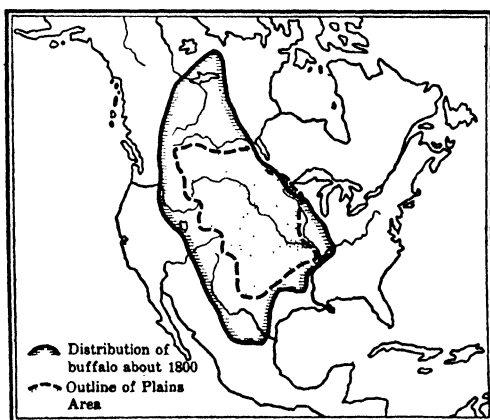 Distribution of
buffalo about 1800
Outline of Plains
Area